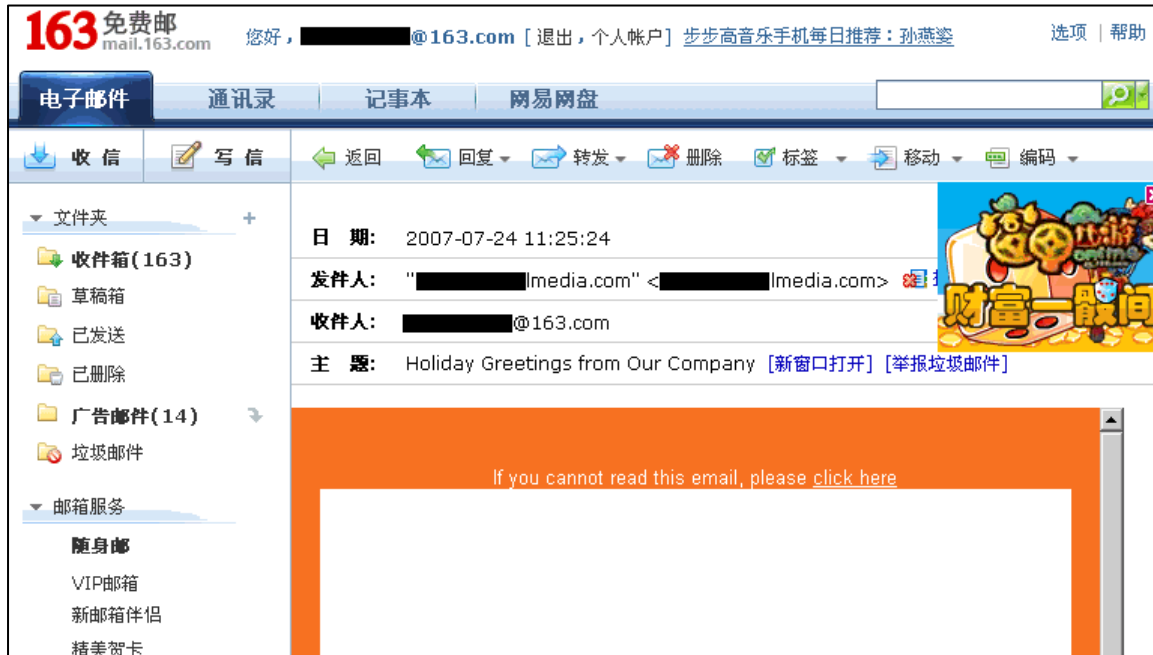 163 免费邮
mail.163.com
您好, @163.com [退出,个人帐户] 步步高音乐手机每日推荐:孙燕姿
选项 | 帮助
电子邮件 通讯录 记事本 网易网盘
收信 写信 返回 回复 转发 删除 标签 移动 编码
文件夹 +
收件箱(163)
草稿箱
已发送
已删除
广告邮件(14)
垃圾邮件
邮箱服务
随身邮
VIP邮箱
新邮箱伴侣
精美贺卡
日 期: 2007-07-24 11:25:24
发件人: " lmedia.com" < lmedia.com>
收件人: @163.com
主 题: Holiday Greetings from Our Company [新窗口打开] [举报垃圾邮件]
online
财富一骰间
If you cannot read this email, please click here